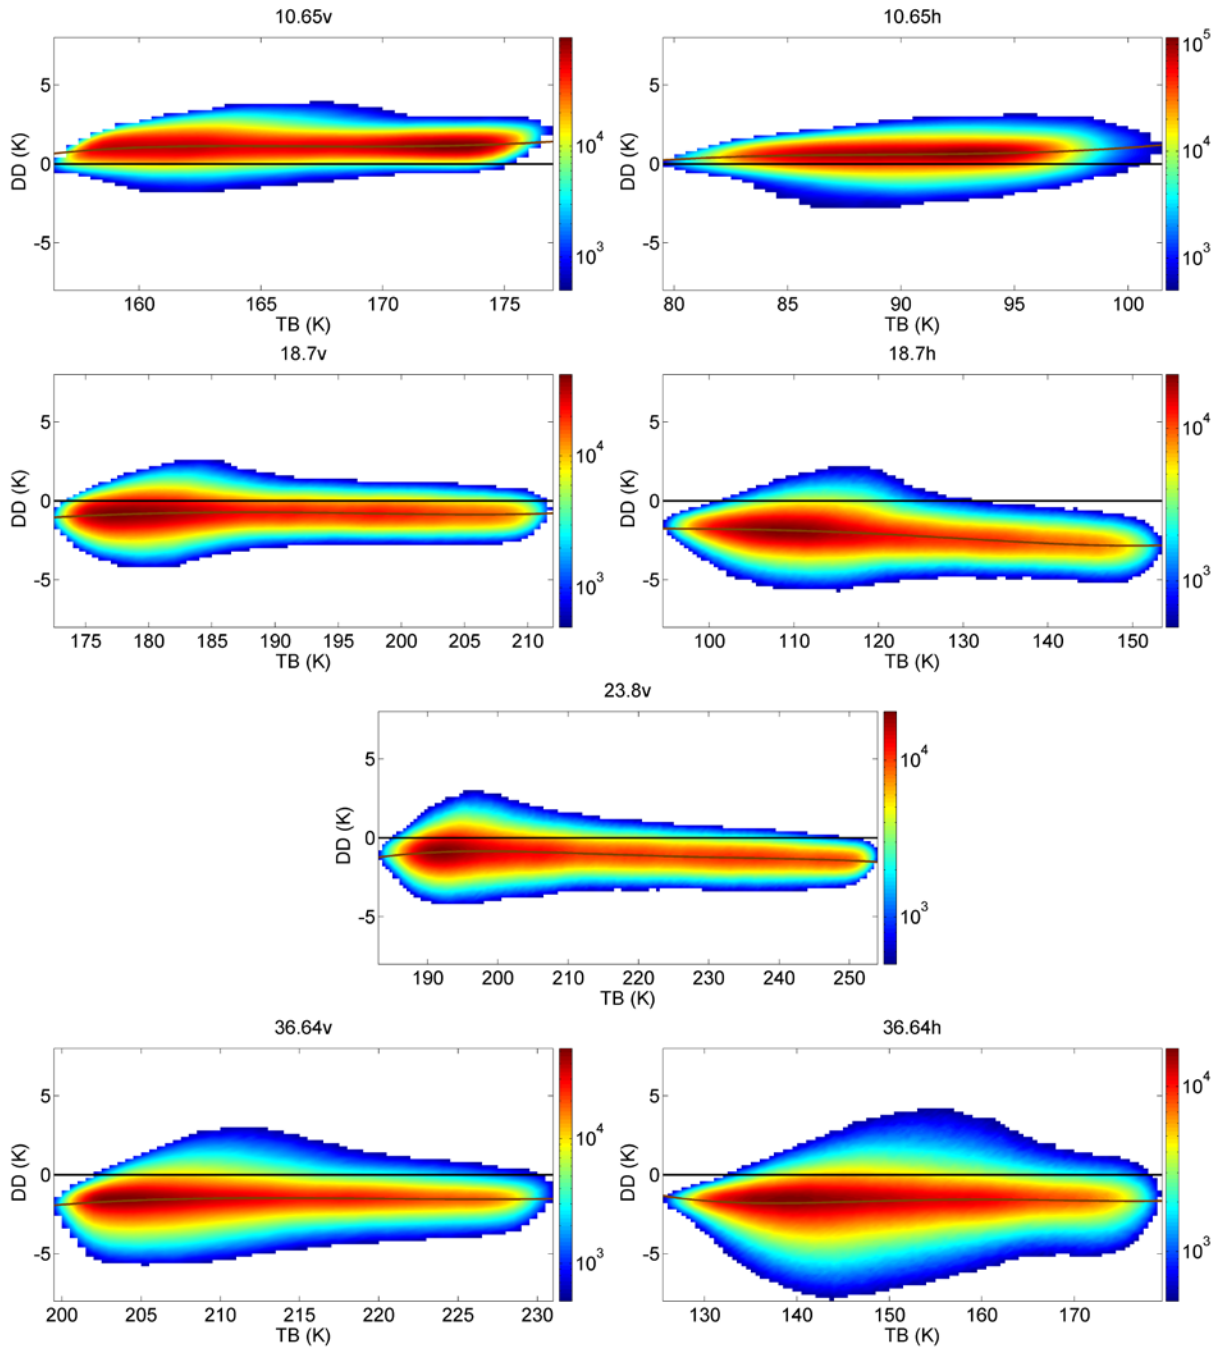 10.65v
5
0
-5
DD (K)
160 165 170 175
TB (K)
10^4
10^3
10.65h
5
0
-5
DD (K)
80 85 90 95 100
TB (K)
10^5
10^4
10^3
18.7v
5
0
-5
DD (K)
175 180 185 190 195 200 205 210
TB (K)
10^4
10^3
18.7h
5
0
-5
DD (K)
100 110 120 130 140 150
TB (K)
10^4
10^3
23.8v
5
0
-5
DD (K)
190 200 210 220 230 240 250
TB (K)
10^4
10^3
36.64v
5
0
-5
DD (K)
200 205 210 215 220 225 230
TB (K)
10^4
10^3
36.64h
5
0
-5
DD (K)
130 140 150 160 170
TB (K)
10^4
10^3